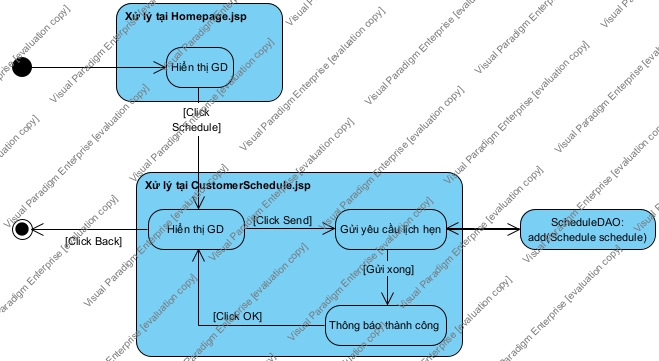 Xử lý tại Homepage.jsp
Hiển thị GD
[Click
Schedule]
Xử lý tại CustomerSchedule.jsp
Hiển thị GD
[Click Send]
Gửi yêu cầu lịch hẹn
ScheduleDAO:
add(Schedule schedule)
[Click Back]
[Gửi xong]
[Click OK]
Thông báo thành công
Visual Paradigm Enterprise [evaluation copy]